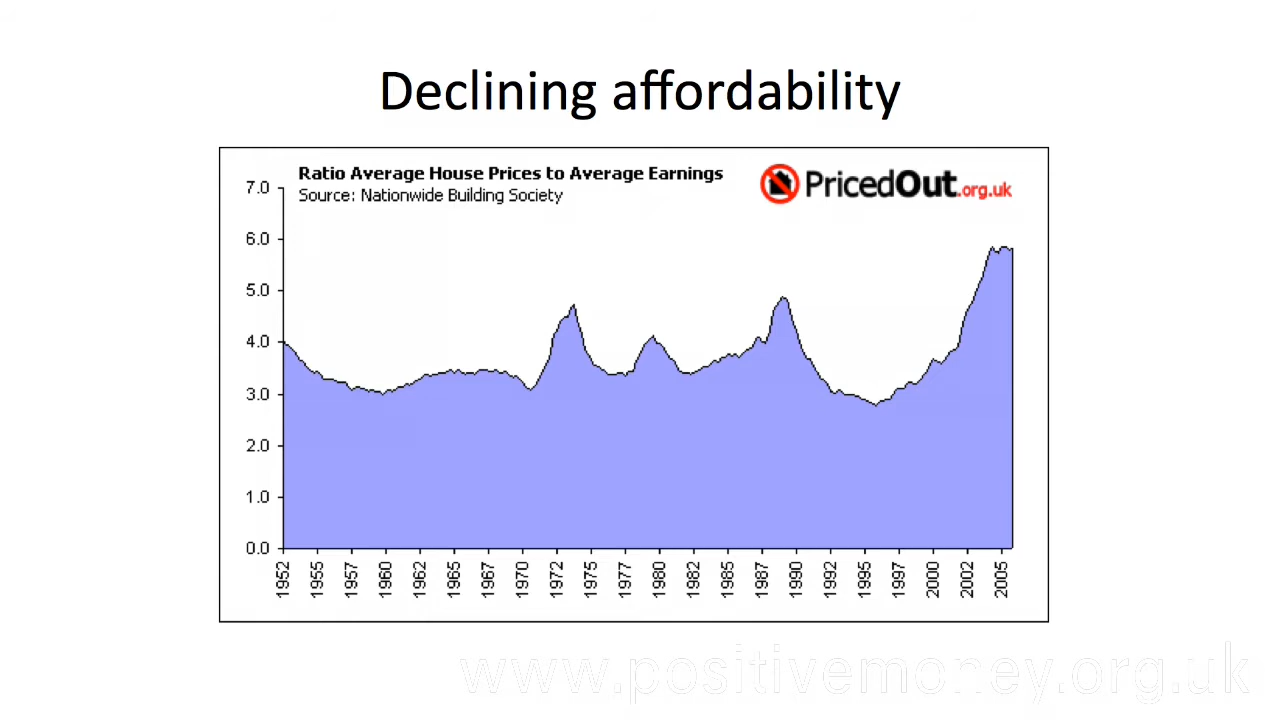 Declining affordability
Ratio Average House Prices to Average Earnings
Source: Nationwide Building Society
PricedOut.org.uk
7.0
6.0
5.0
4.0
3.0
2.0
1.0
0.0
1952 1955 1957 1960 1962 1965 1967 1970 1972 1975 1977 1980 1982 1985 1987 1990 1992 1995 1997 2000 2002 2005
www.positivemoney.org.uk